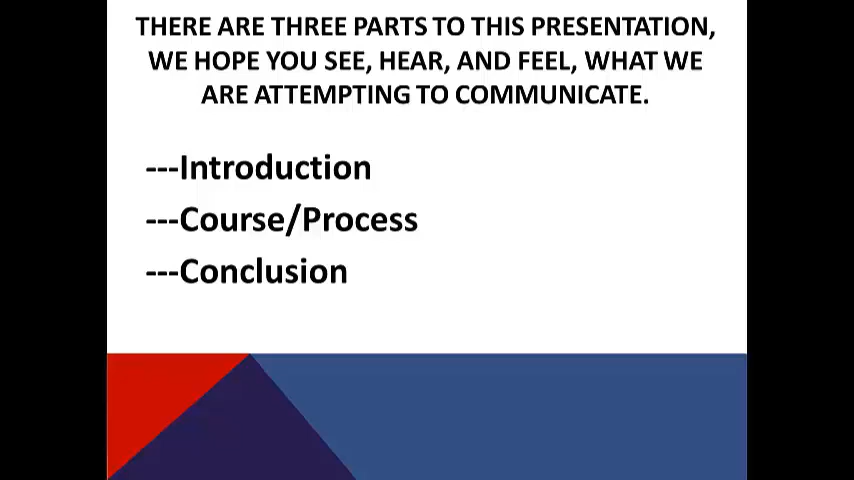 THERE ARE THREE PARTS TO THIS PRESENTATION,
WE HOPE YOU SEE, HEAR, AND FEEL, WHAT WE
ARE ATTEMPTING TO COMMUNICATE.
---Introduction
---Course/Process
---Conclusion